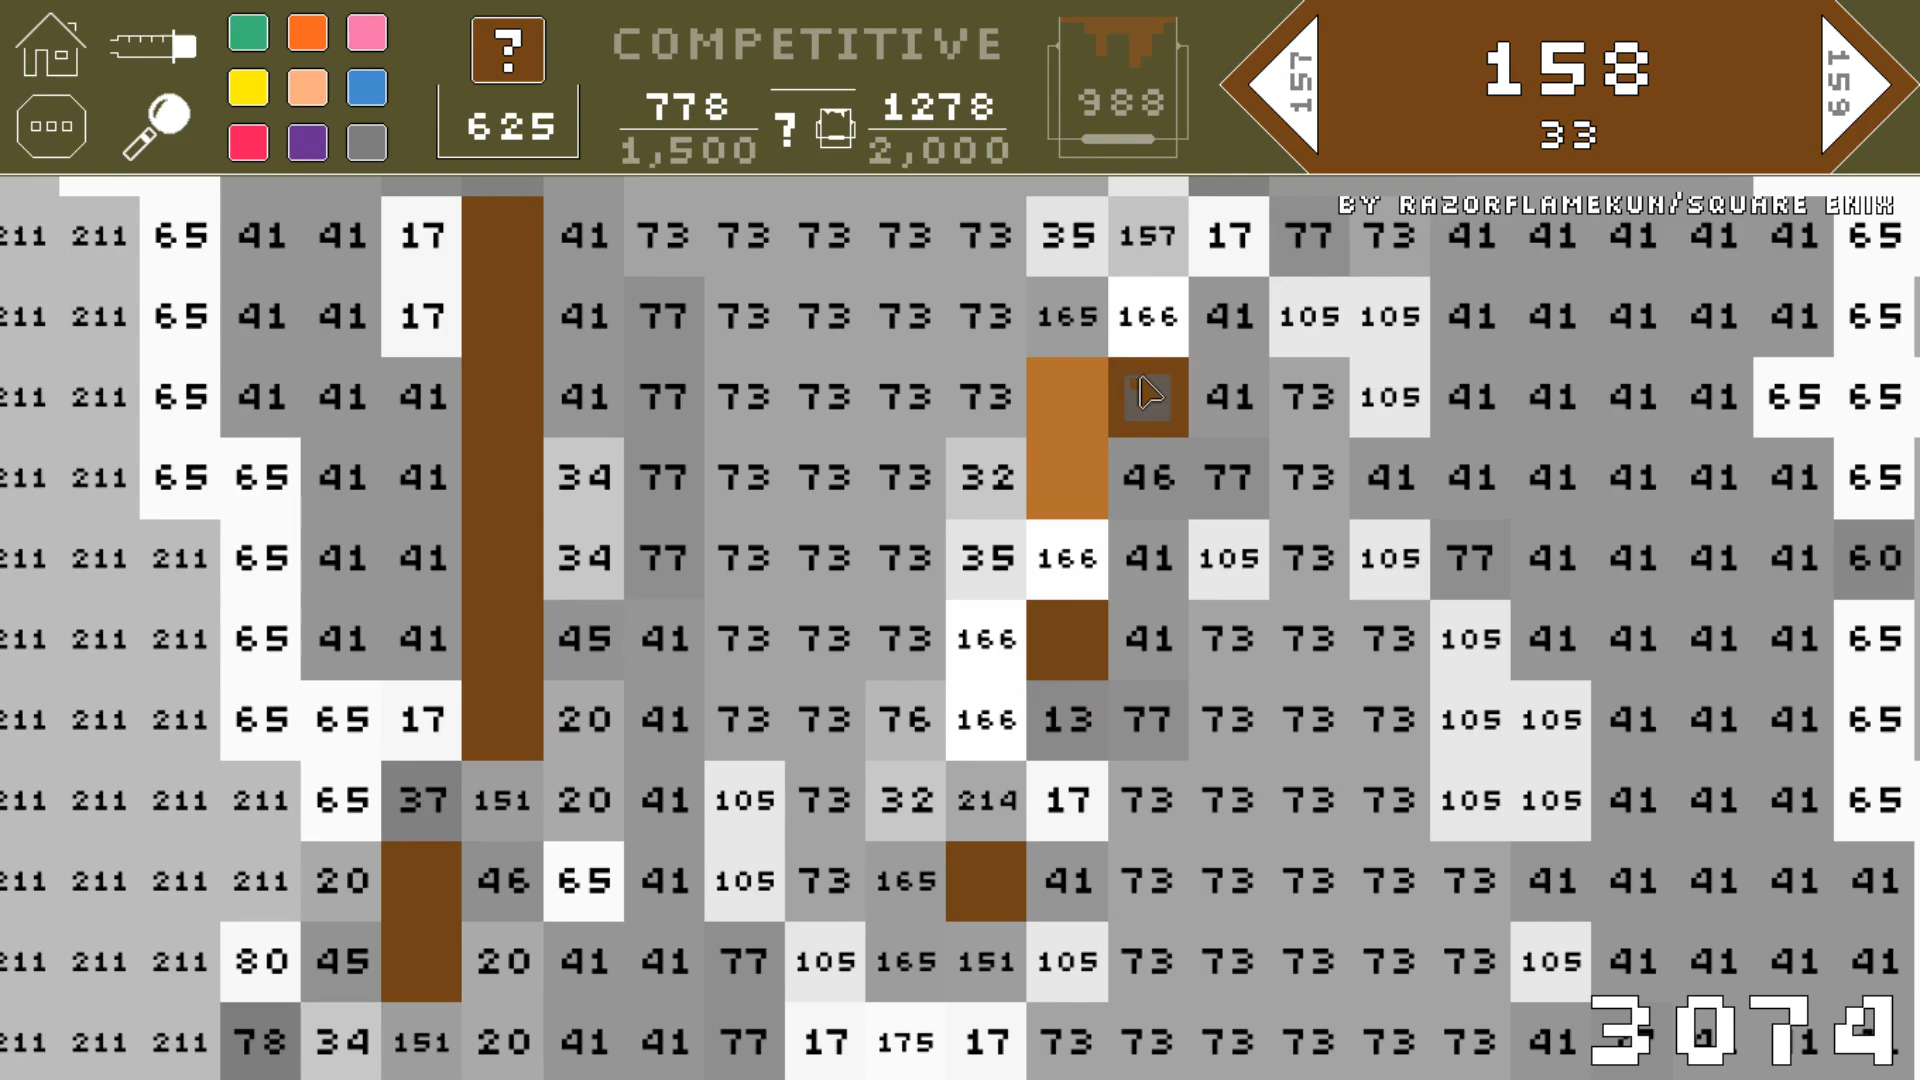 COMPETITIVE
? 625
778 / 1,500 ? 1278 / 2,000
988
157 158 159
33
BY RAZORFLAMEKUN/SQUARE ENIX
211 211 65 41 41 17 41 73 73 73 73 73 35 157 17 77 73 41 41 41 41 41 65
211 211 65 41 41 17 41 77 73 73 73 73 165 166 41 105 105 41 41 41 41 41 65
211 211 65 41 41 41 41 77 73 73 73 73 41 73 105 41 41 41 41 65 65
211 211 65 65 41 41 34 77 73 73 73 32 46 77 73 41 41 41 41 41 41 65
211 211 211 65 41 41 34 77 73 73 73 35 166 41 105 73 105 77 41 41 41 41 60
211 211 211 65 41 41 45 41 73 73 73 166 41 73 73 73 105 41 41 41 41 65
211 211 211 65 65 17 20 41 73 73 76 166 13 77 73 73 73 105 105 41 41 41 65
211 211 211 211 65 37 151 20 41 105 73 32 214 17 73 73 73 73 105 105 41 41 41 65
211 211 211 211 20 46 65 41 105 73 165 41 73 73 73 73 73 41 41 41 41 41
211 211 211 80 45 20 41 41 77 105 165 151 105 73 73 73 73 73 105 41 41 41 41
211 211 211 78 34 151 20 41 41 77 17 175 17 73 73 73 73 73 73 41
3074